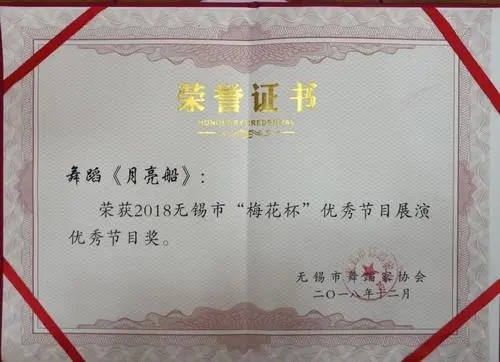 荣誉证书
HONORARY CREDENTIAL
舞蹈《月亮船》:
荣获2018无锡市“梅花杯”优秀节目展演
优秀节目奖。
无锡市舞蹈家协会
二〇一八年十二月